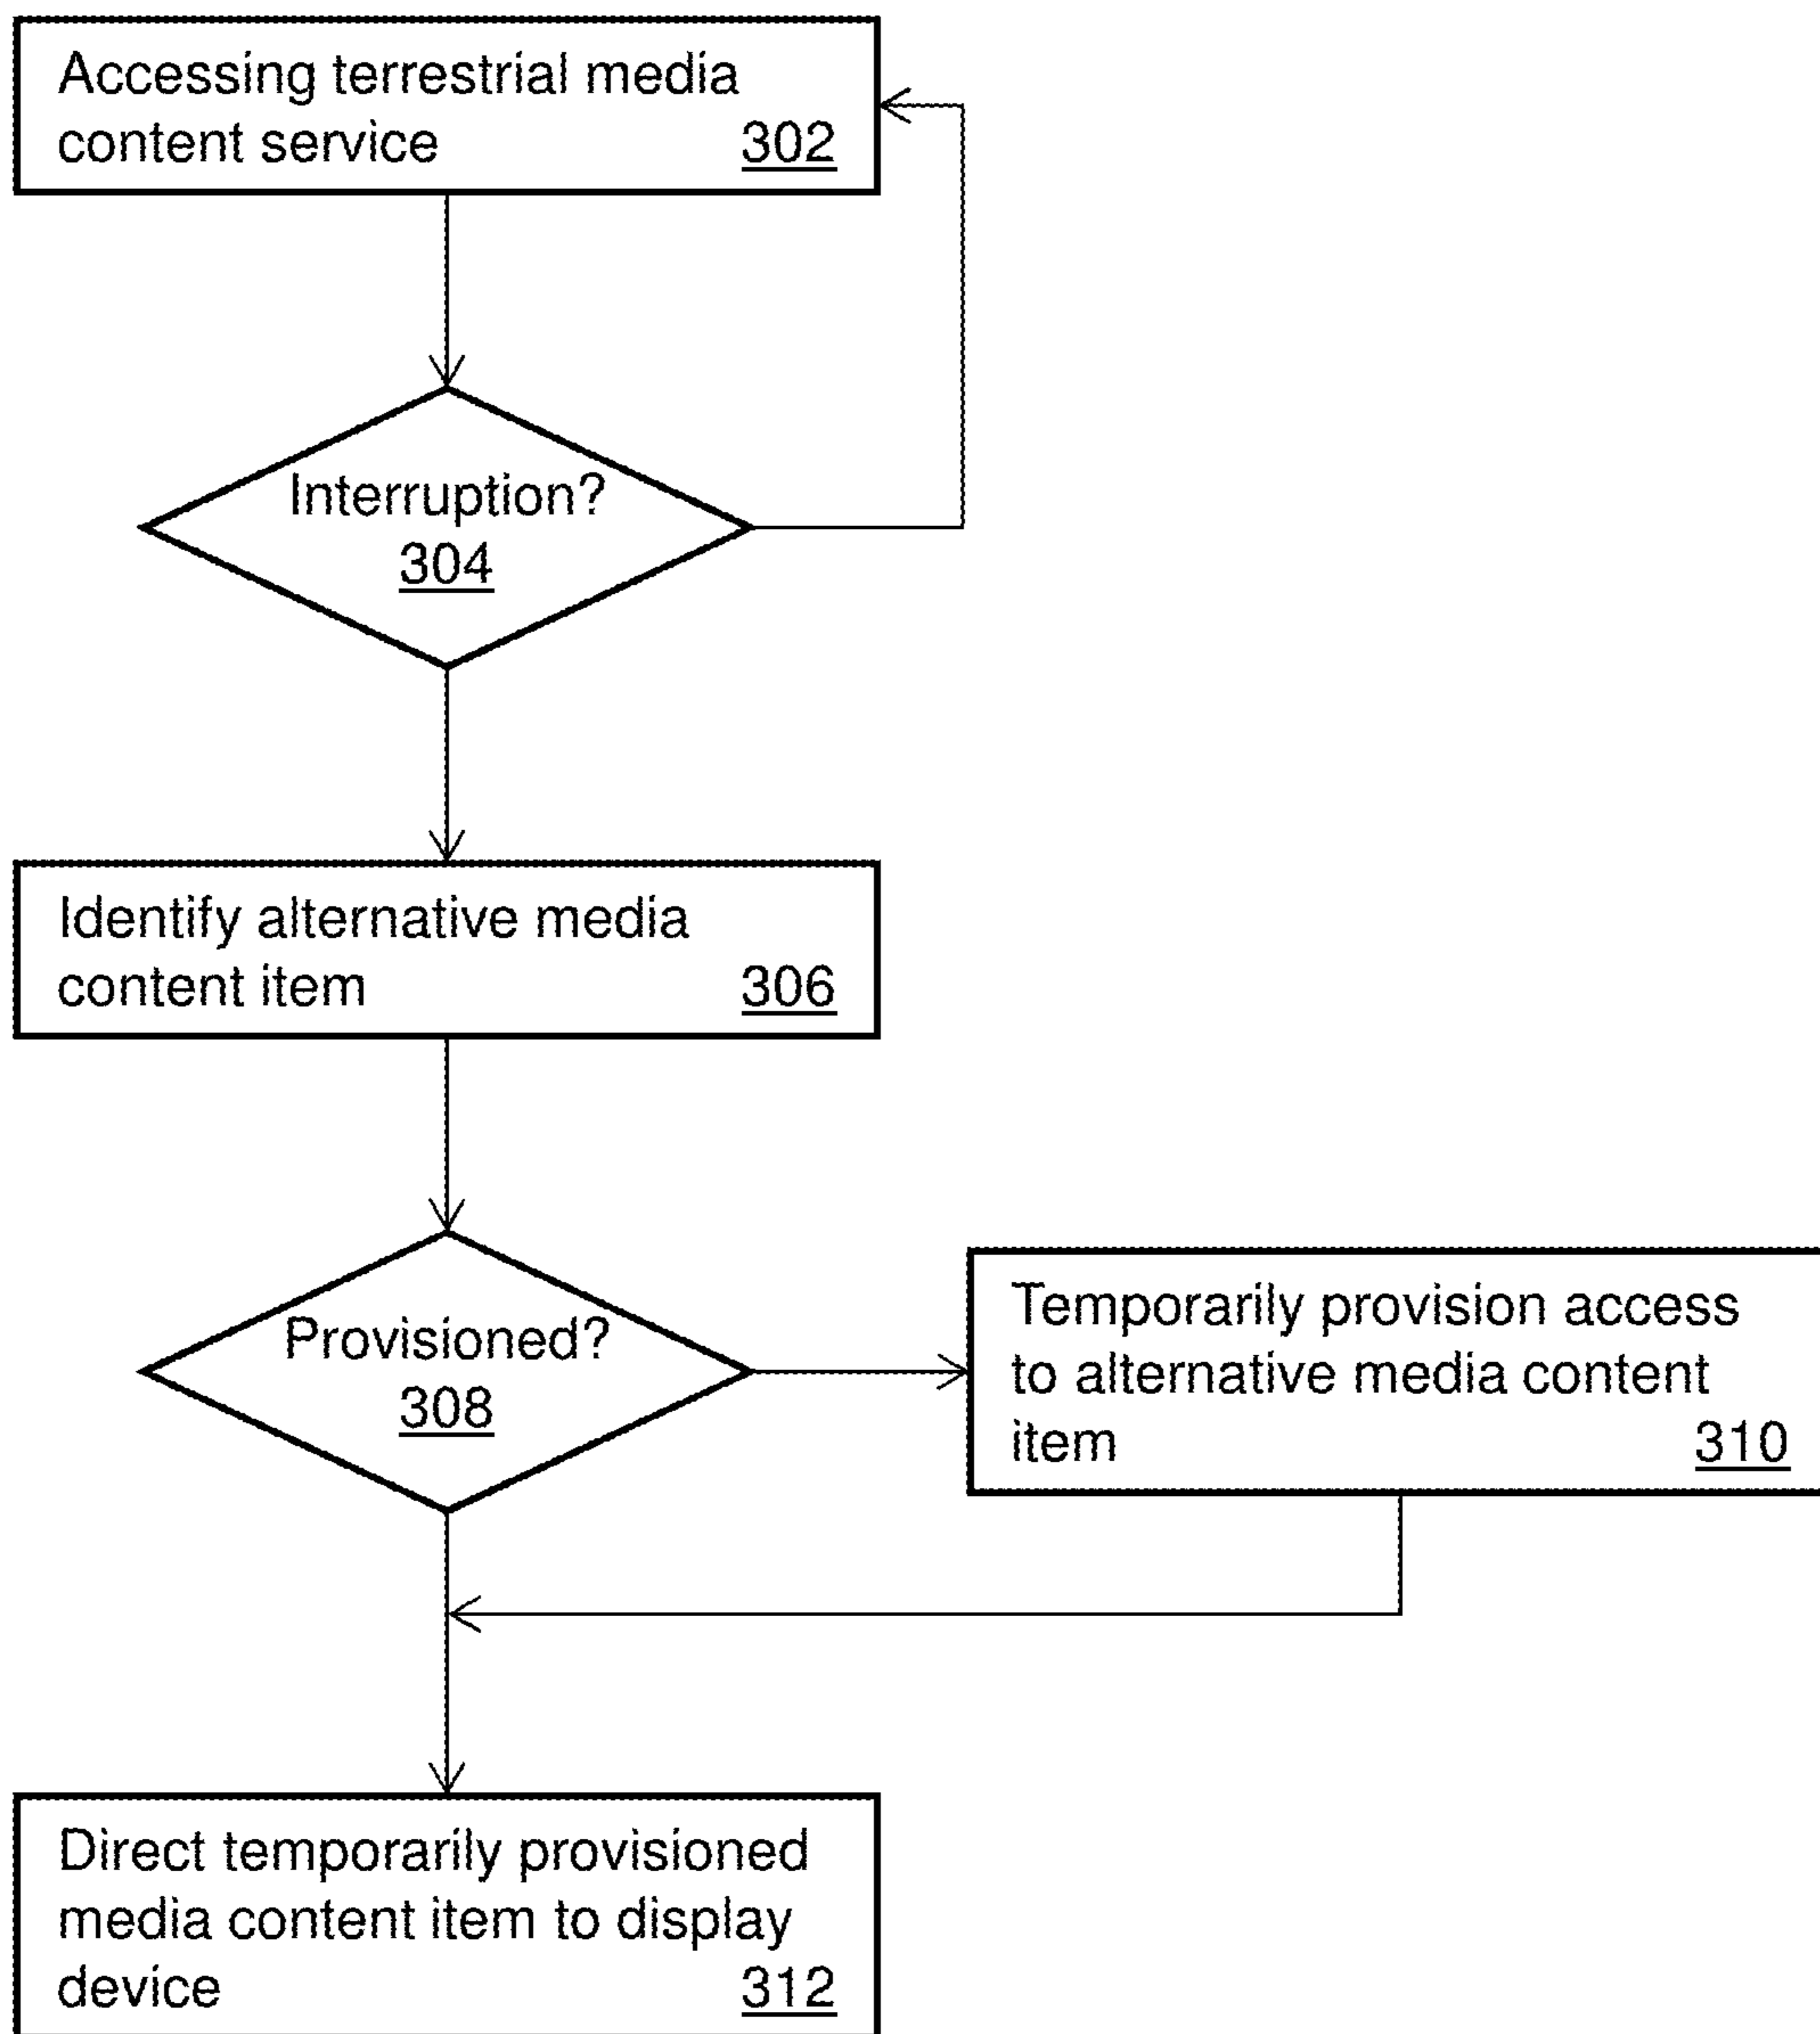 Accessing terrestrial media
content service 302
Interruption?
304
Identify alternative media
content item 306
Provisioned?
308
Temporarily provision access
to alternative media content
item 310
Direct temporarily provisioned
media content item to display
device 312